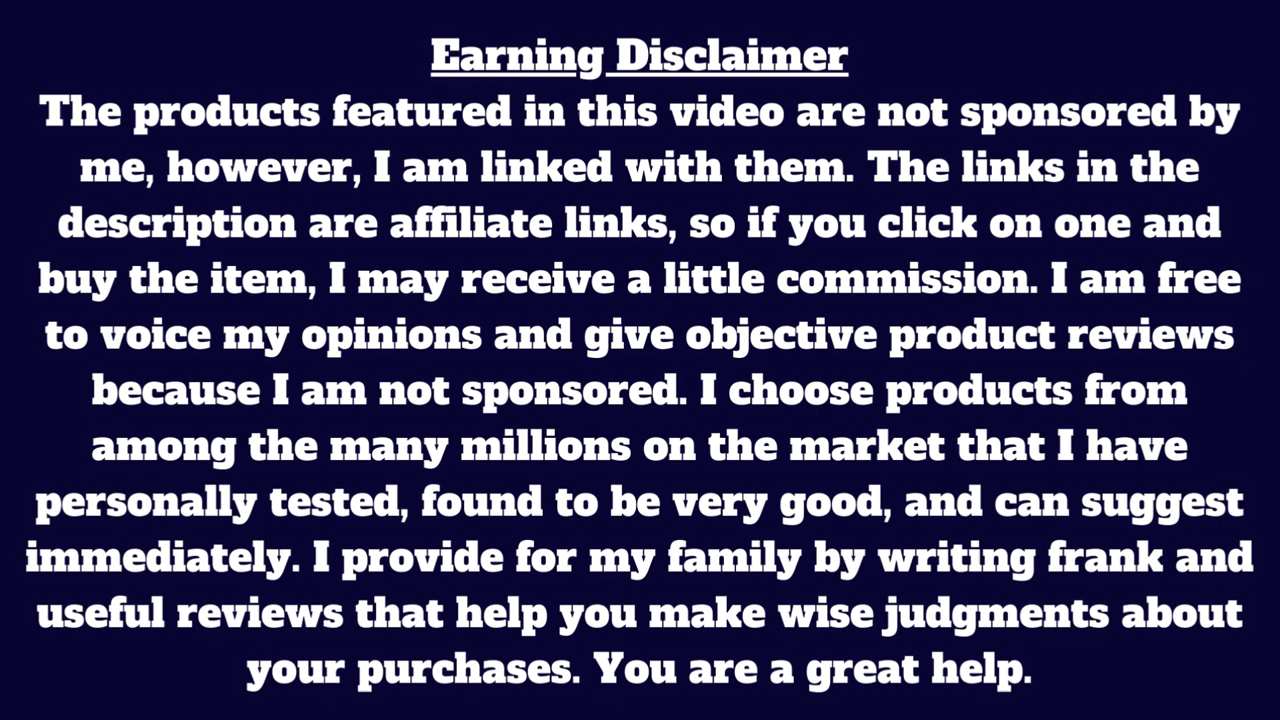 Earning Disclaimer
The products featured in this video are not sponsored by
me, however, I am linked with them. The links in the
description are affiliate links, so if you click on one and
buy the item, I may receive a little commission. I am free
to voice my opinions and give objective product reviews
because I am not sponsored. I choose products from
among the many millions on the market that I have
personally tested, found to be very good, and can suggest
immediately. I provide for my family by writing frank and
useful reviews that help you make wise judgments about
your purchases. You are a great help.